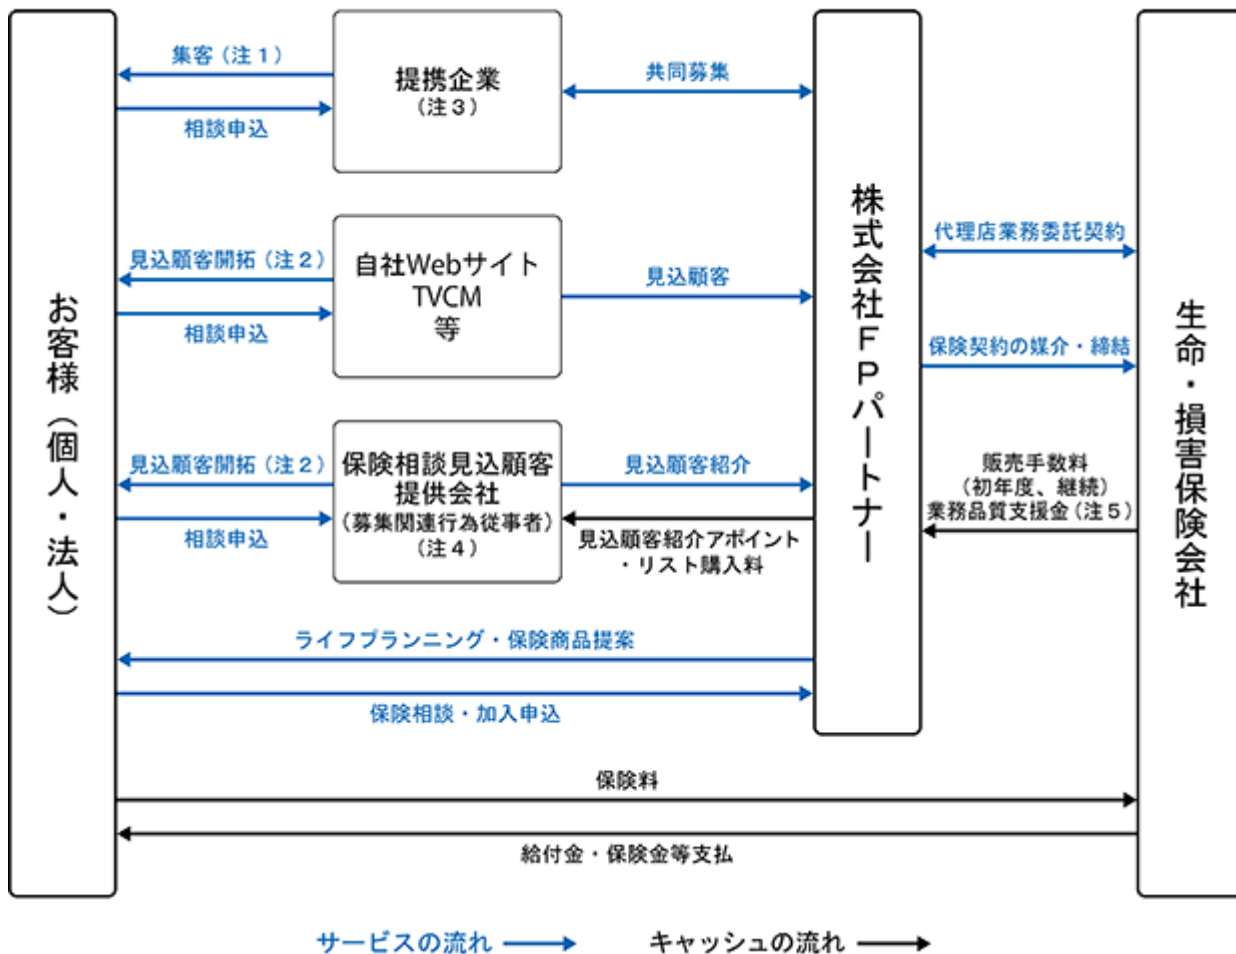 お客様（個人・法人）
集客（注１）
相談申込
提携企業
（注３）
共同募集
見込顧客開拓（注２）
相談申込
自社Webサイト
TVCM
等
見込顧客
見込顧客開拓（注２）
相談申込
保険相談見込顧客
提供会社
（募集関連行為従事者）
（注４）
見込顧客紹介
見込顧客紹介アポイント
・リスト購入料
株式会社ＦＰパートナー
代理店業務委託契約
保険契約の媒介・締結
販売手数料
（初年度、継続）
業務品質支援金（注５）
生命・損害保険会社
ライフプランニング・保険商品提案
保険相談・加入申込
保険料
給付金・保険金等支払
サービスの流れ
キャッシュの流れ